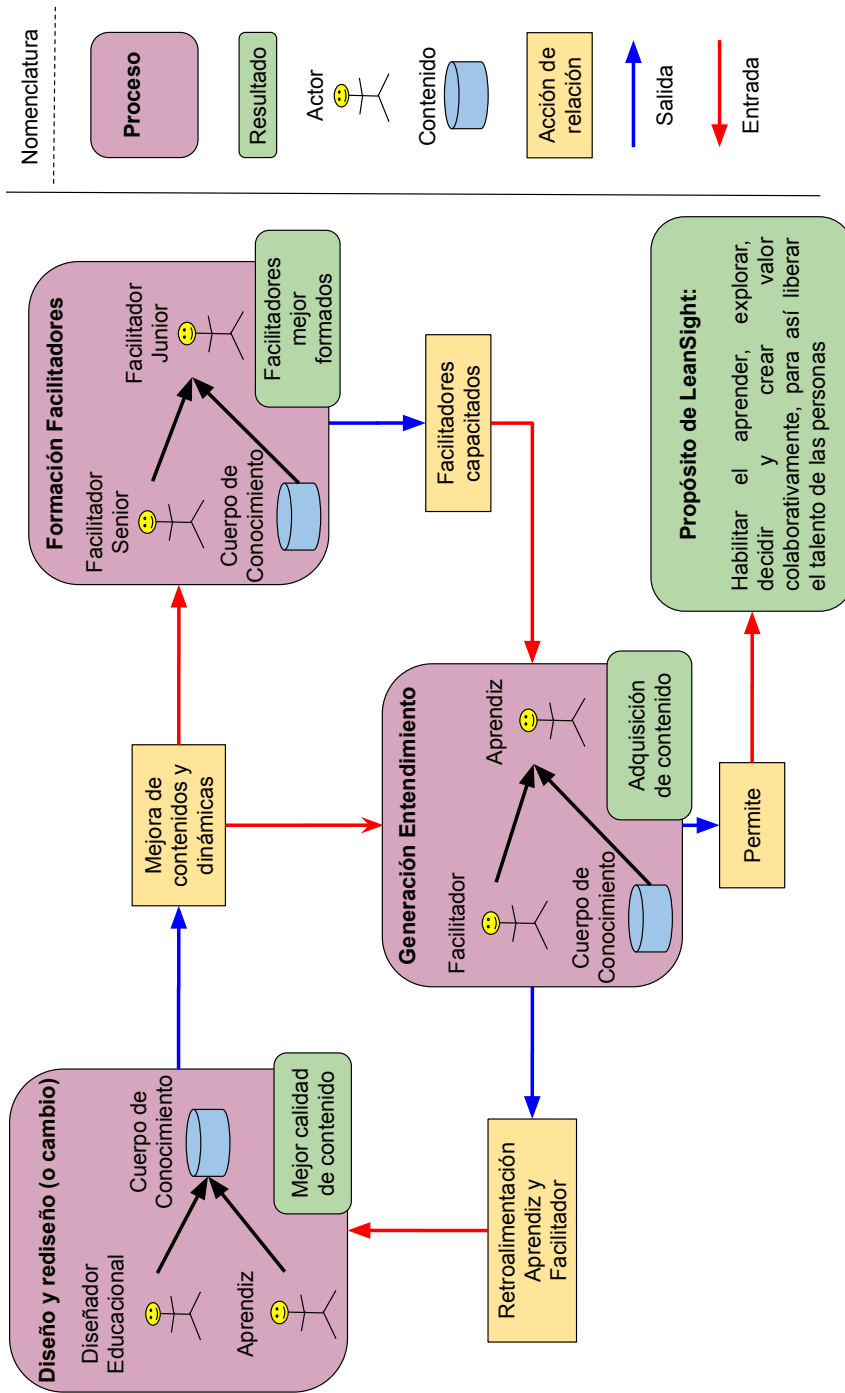 Diseño y rediseño (o cambio)
Diseñador
Educacional
Aprendiz
Cuerpo de
Conocimiento
Mejor calidad
de contenido
Mejora de
contenidos y
dinámicas
Formación Facilitadores
Facilitador
Senior
Cuerpo de
Conocimiento
Facilitador
Junior
Facilitadores
mejor
formados
Facilitadores
capacitados
Generación Entendimiento
Facilitador
Cuerpo de
Conocimiento
Aprendiz
Adquisición
de contenido
Retroalimentación
Aprendiz y
Facilitador
Permite
Propósito de LeanSight:
Habilitar el aprender, explorar,
decidir y crear valor
colaborativamente, para así liberar
el talento de las personas
Nomenclatura
Proceso
Resultado
Actor
Contenido
Acción de
relación
Salida
Entrada